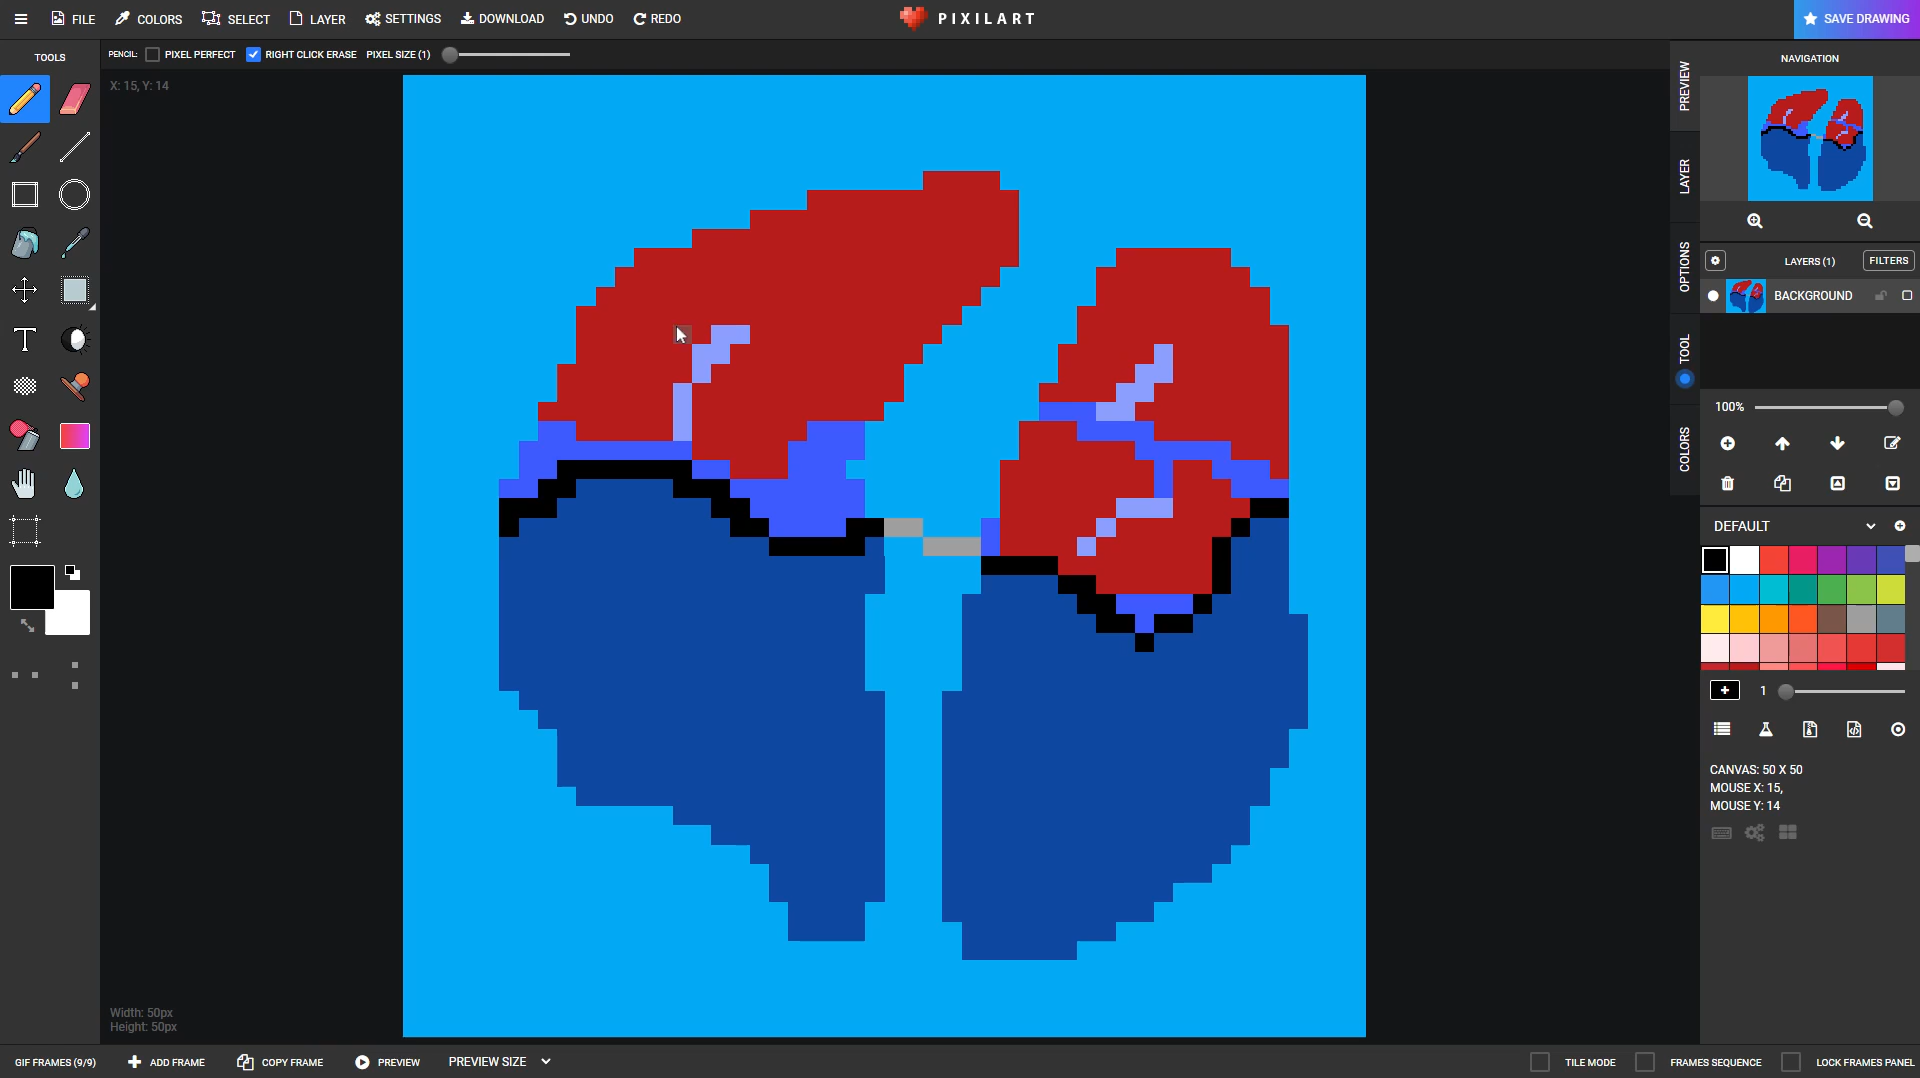 FILE COLORS SELECT LAYER SETTINGS DOWNLOAD UNDO REDO PIXILART SAVE DRAWING
TOOLS PENCIL: PIXEL PERFECT RIGHT CLICK ERASE PIXEL SIZE (1) NAVIGATION
X: 15, Y: 14
PREVIEW
LAYER
OPTIONS
TOOL
COLORS
LAYERS (1) FILTERS
BACKGROUND
100%
DEFAULT
1
CANVAS: 50 X 50
MOUSE X: 15,
MOUSE Y: 14
T
Width: 50px
Height: 50px
GIF FRAMES (9/9) ADD FRAME COPY FRAME PREVIEW PREVIEW SIZE TILE MODE FRAMES SEQUENCE LOCK FRAMES PANEL